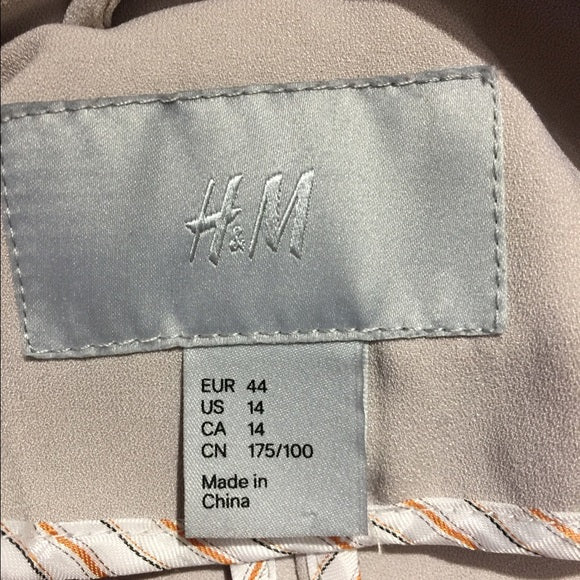 H&M
EUR 44
US 14
CA 14
CN 175/100
Made in
China